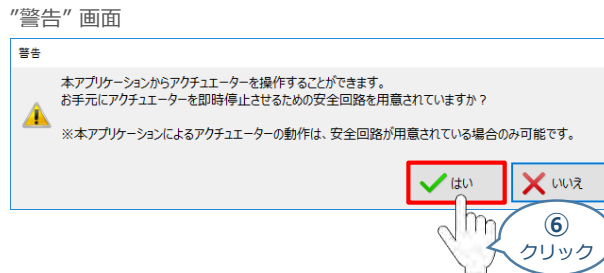 ”警告” 画面
警告
本アプリケーションからアクチュエーターを操作することができます。
お手元にアクチュエーターを即時停止させるための安全回路を用意されていますか？
※本アプリケーションによるアクチュエーターの動作は、安全回路が用意されている場合のみ可能です。
はい
いいえ
⑥
クリック